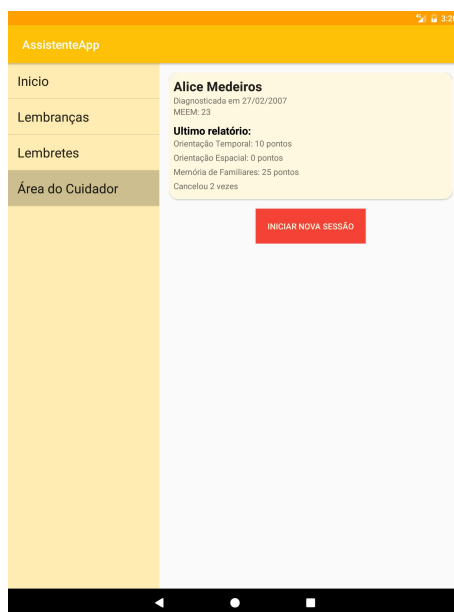 3:20
AssistenteApp
Inicio
Lembranças
Lembretes
Área do Cuidador
Alice Medeiros
Diagnosticada em 27/02/2007
MEEM: 23
Ultimo relatório:
Orientação Temporal: 10 pontos
Orientação Espacial: 0 pontos
Memória de Familiares: 25 pontos
Cancelou 2 vezes
INICIAR NOVA SESSÃO